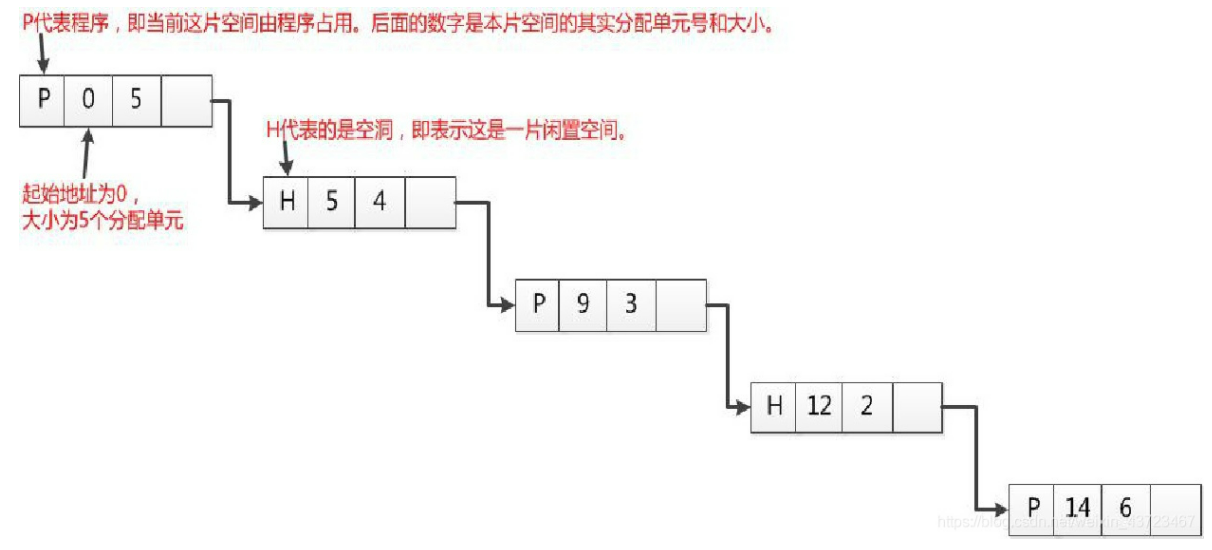 P代表程序，即当前这片空间由程序占用。后面的数字是本片空间的其实分配单元号和大小。
P 0 5
H代表的是空洞，即表示这是一片闲置空间。
起始地址为0，
大小为5个分配单元
H 5 4
P 9 3
H 12 2
P 14 6
https://blog.csdn.net/weixin_43723467